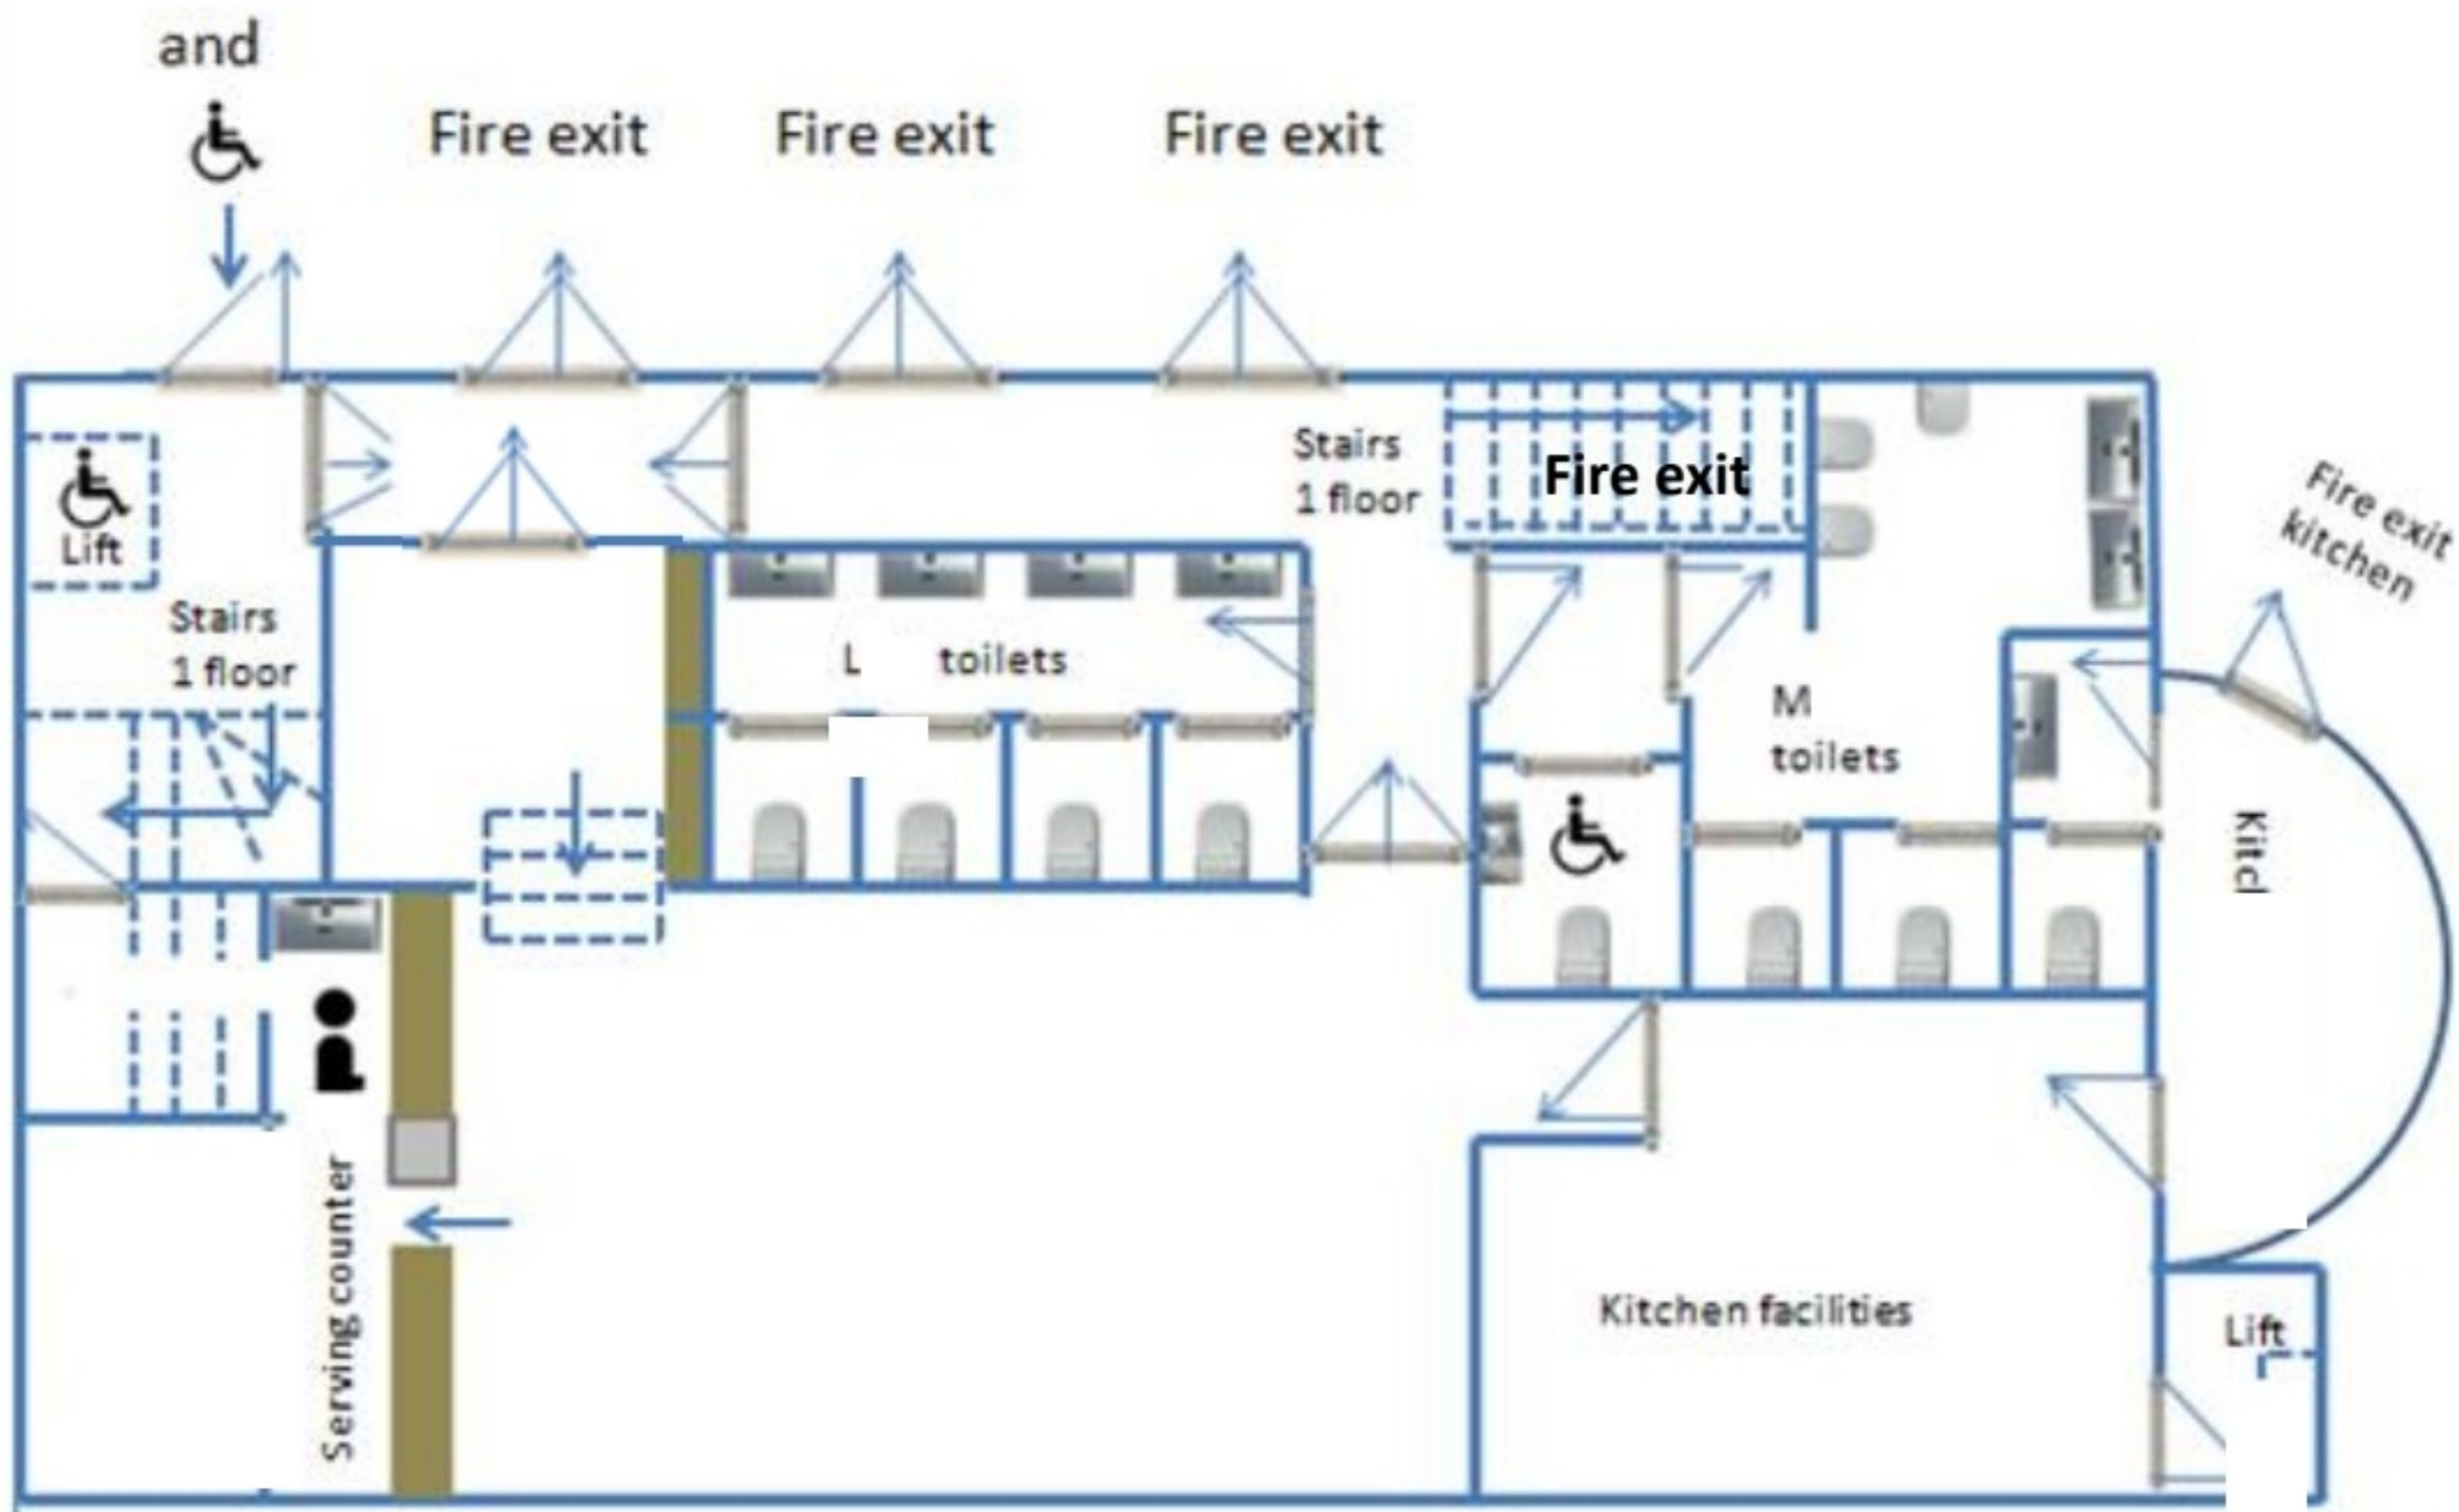 and
Fire exit
Fire exit
Fire exit
Stairs
1 floor
Fire exit
Fire exit
kitchen
Lift
Stairs
1 floor
L toilets
M
toilets
Kitcl
Serving counter
Kitchen facilities
Lift